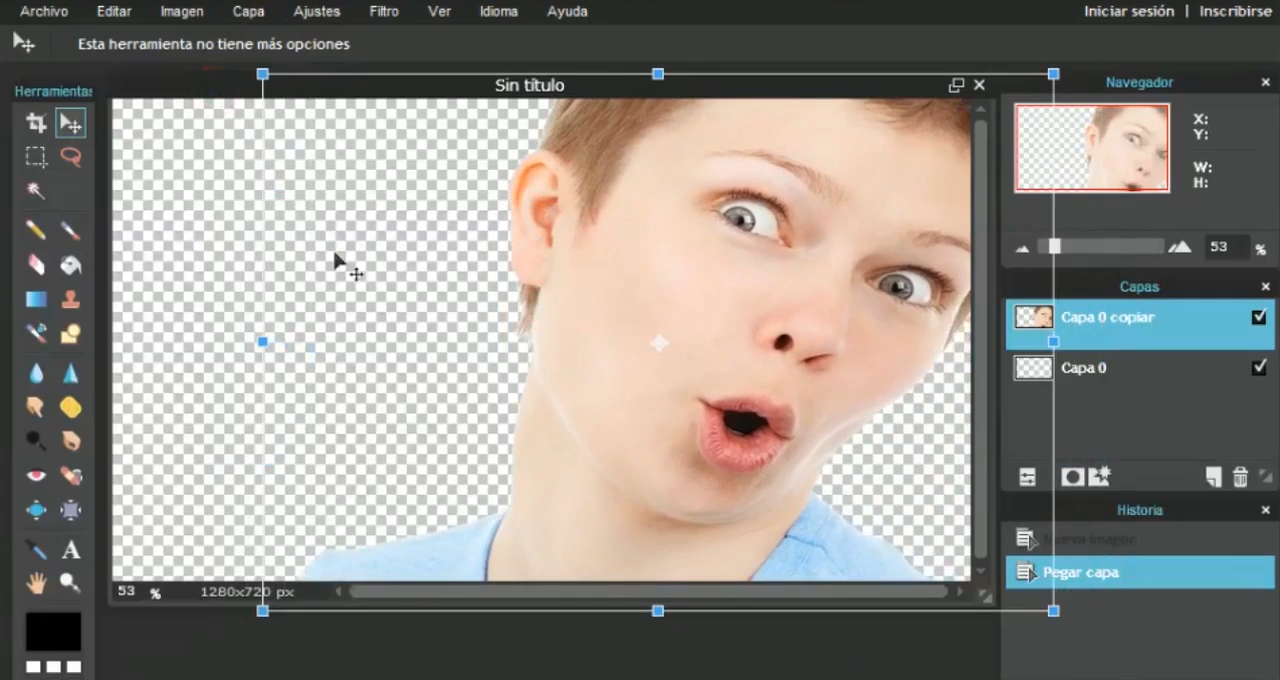 Archivo Editar Imagen Capa Ajustes Filtro Ver Idioma Ayuda Iniciar sesión | Inscribirse
Esta herramienta no tiene más opciones
Herramientas
Sin título
Navegador
X:
Y:
W:
H:
53 %
Capas
Capa 0 copiar
Capa 0
Historia
Nueva imagen
Pegar capa
53 % 1280x720 px
A